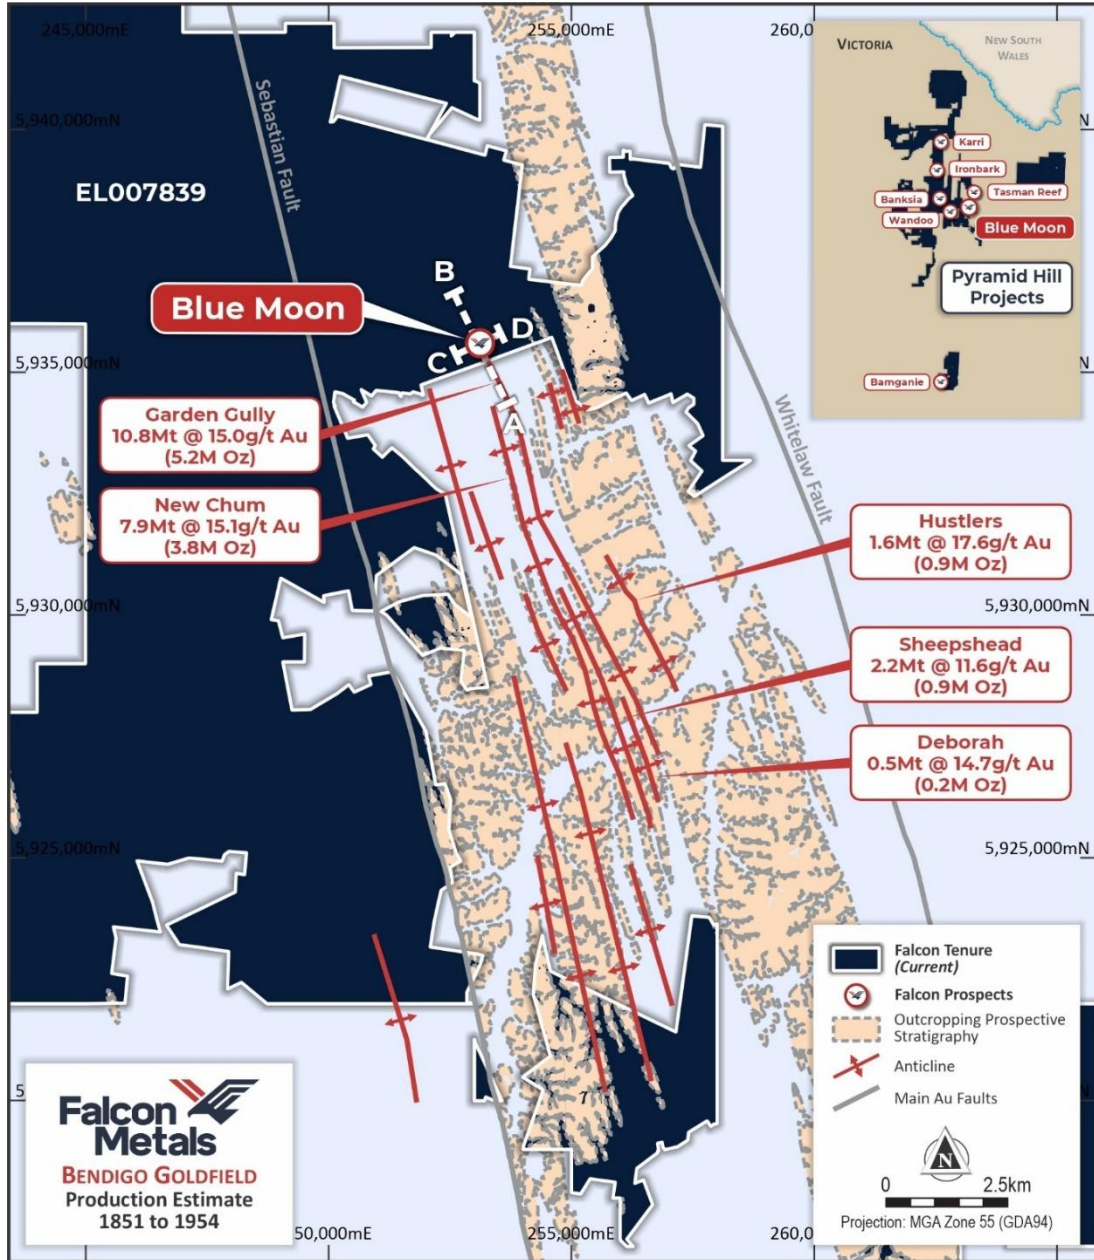 245,000mE
255,000mE
260,0
VICTORIA
NEW SOUTH
WALES
Karri
Ironbark
Banksia
Tasman Reef
Wandoo
Blue Moon
Pyramid Hill
Projects
Bamganie
5,940,000mN
Sebastian Fault
EL007839
B
Blue Moon
D
C
A
5,935,000mN
Whitelaw Fault
Garden Gully
10.8Mt @ 15.0g/t Au
(5.2M Oz)
New Chum
7.9Mt @ 15.1g/t Au
(3.8M Oz)
Hustlers
1.6Mt @ 17.6g/t Au
(0.9M Oz)
5,930,000mN
5,930,000mN
Sheepshead
2.2Mt @ 11.6g/t Au
(0.9M Oz)
Deborah
0.5Mt @ 14.7g/t Au
(0.2M Oz)
5,925,000mN
5,925,000mN
Falcon Tenure
(Current)
Falcon Prospects
Outcropping Prospective
Stratigraphy
Anticline
Main Au Faults
N
0 2.5km
Projection: MGA Zone 55 (GDA94)
5
Falcon
Metals
BENDIGO GOLDFIELD
Production Estimate
1851 to 1954
50,000mE
255,000mE
260,0